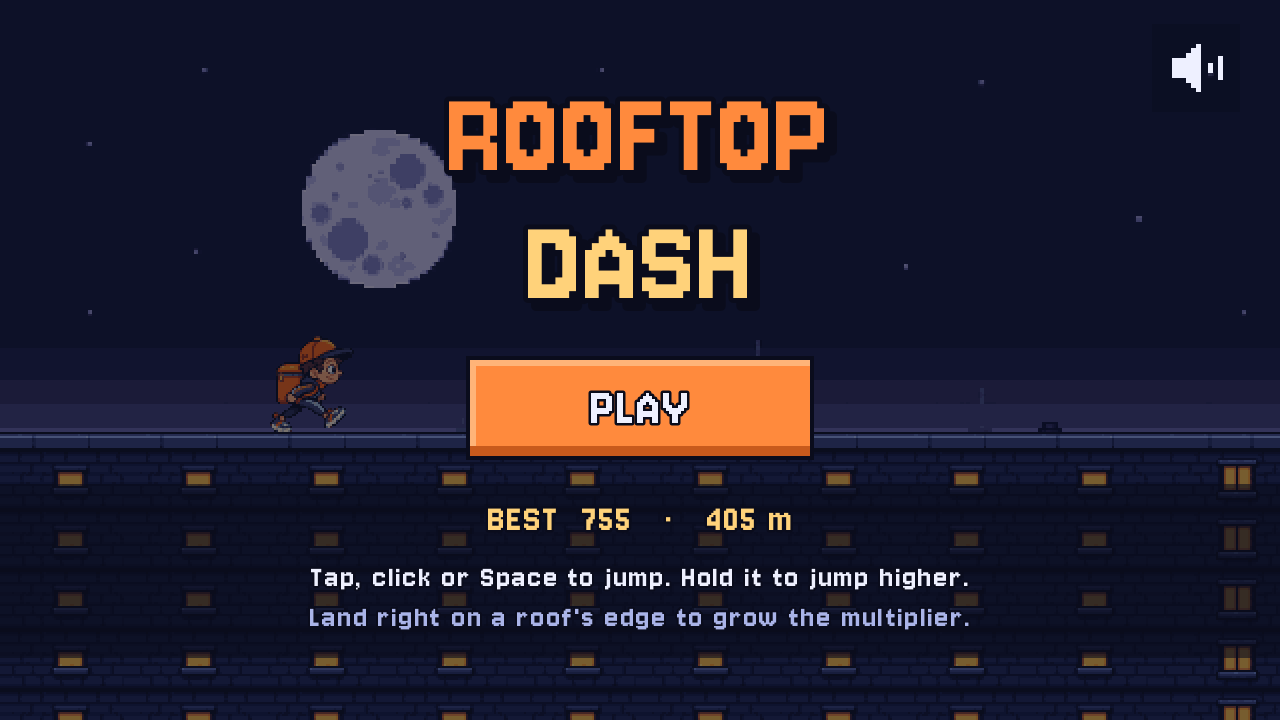 ROOFTOP
DASH
PLAY
BEST 755 · 405 m
Tap, click or Space to jump. Hold it to jump higher.
Land right on a roof's edge to grow the multiplier.